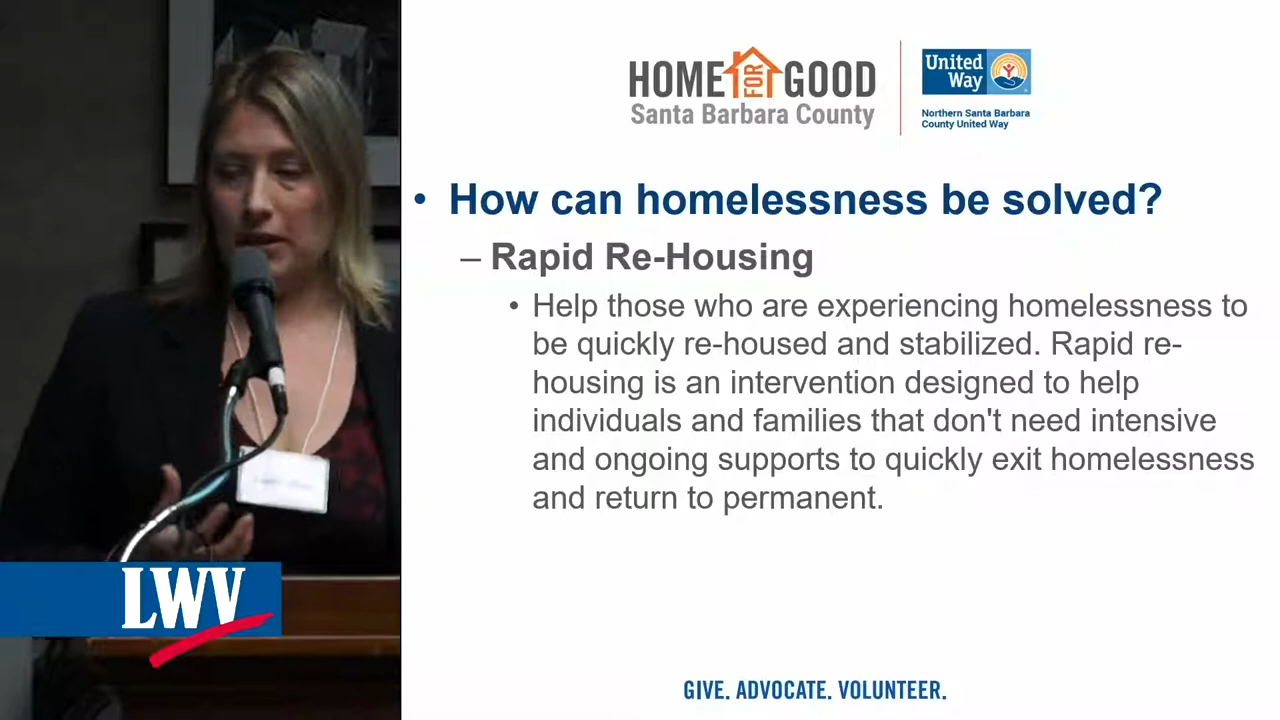 HOME FOR GOOD
Santa Barbara County
United
Way
Northern Santa Barbara
County United Way
• How can homelessness be solved?
– Rapid Re-Housing
• Help those who are experiencing homelessness to
be quickly re-housed and stabilized. Rapid re-
housing is an intervention designed to help
individuals and families that don't need intensive
and ongoing supports to quickly exit homelessness
and return to permanent.
LWV
GIVE. ADVOCATE. VOLUNTEER.